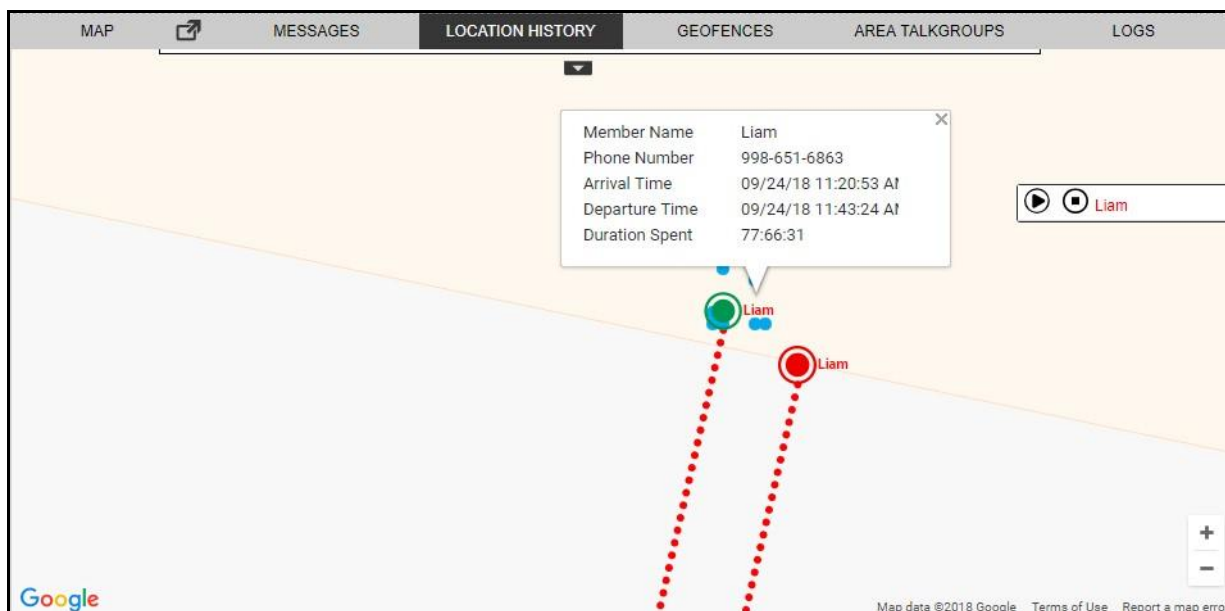 MAP MESSAGES LOCATION HISTORY GEOFENCES AREA TALKGROUPS LOGS
Member Name Liam
Phone Number 998-651-6863
Arrival Time 09/24/18 11:20:53 AM
Departure Time 09/24/18 11:43:24 AM
Duration Spent 77:66:31
Liam
Liam
Liam
Google
Map data ©2018 Google Terms of Use Report a map erro